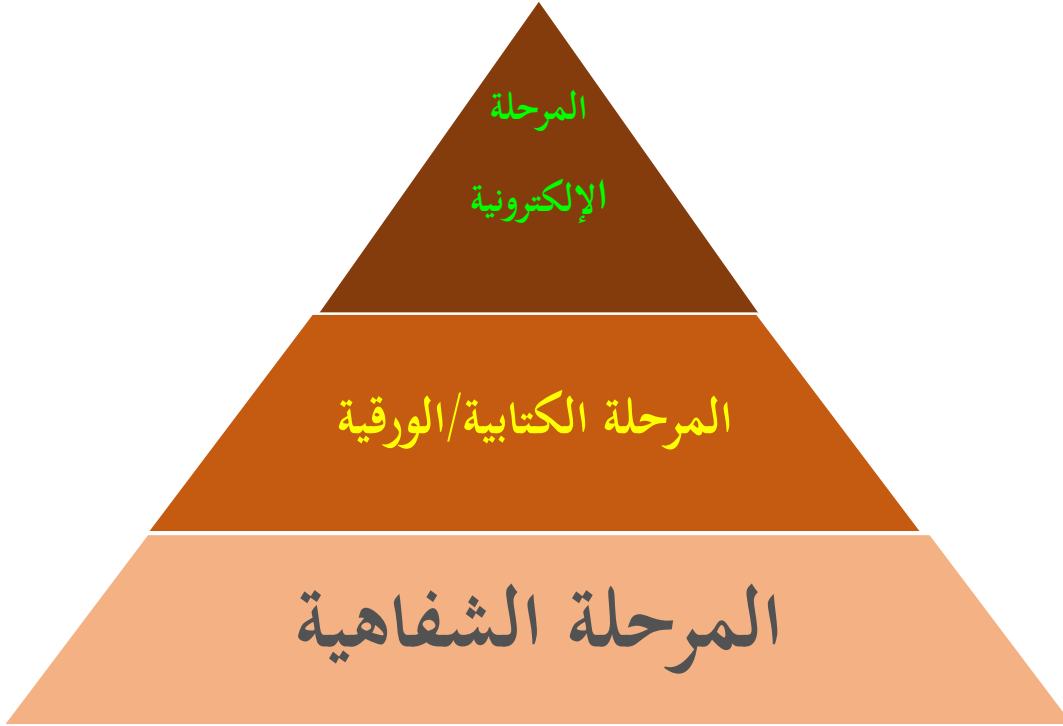 المرحلة
الإلكترونية
المرحلة الكتابية/الورقية
المرحلة الشفاهية